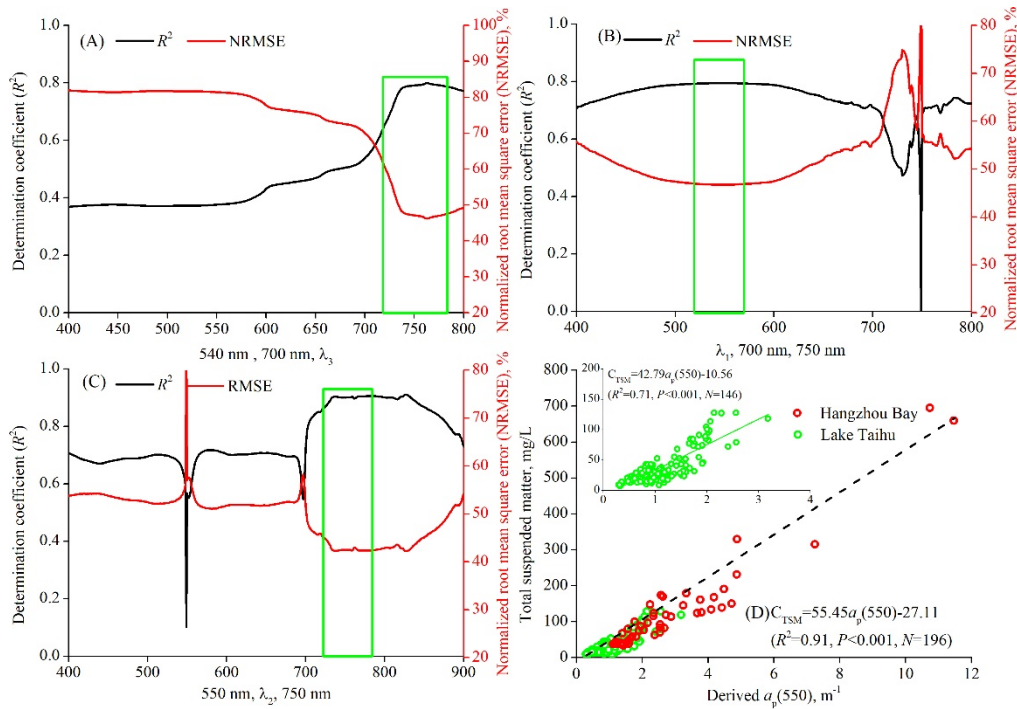 (A)
R² NRMSE
Determination coefficient (R²)
0.0 0.2 0.4 0.6 0.8 1.0
Normalized root mean square error (NRMSE), %
20 30 40 50 60 70 80 90 100
400 450 500 550 600 650 700 750 800
540 nm , 700 nm, λ₃
(B)
R² NRMSE
Determination coefficient (R²)
0.0 0.2 0.4 0.6 0.8 1.0
Normalized root mean square error (NRMSE), %
20 30 40 50 60 70 80
400 500 600 700 800
λ₁, 700 nm, 750 nm
(C)
R² RMSE
Determination coefficient (R²)
0.0 0.2 0.4 0.6 0.8 1.0
Normalized root mean square error (NRMSE), %
20 30 40 50 60 70 80
400 500 600 700 800 900
550 nm, λ₂, 750 nm
Total suspended matter, mg/L
0 100 200 300 400 500 600 700 800
200
150
100
50
0
0 2 4
C_TSM=42.79aₚ(550)-10.56
(R²=0.71, P<0.001, N=146)
Hangzhou Bay
Lake Taihu
(D) C_TSM=55.45aₚ(550)-27.11
(R²=0.91, P<0.001, N=196)
0 2 4 6 8 10 12
Derived aₚ(550), m⁻¹